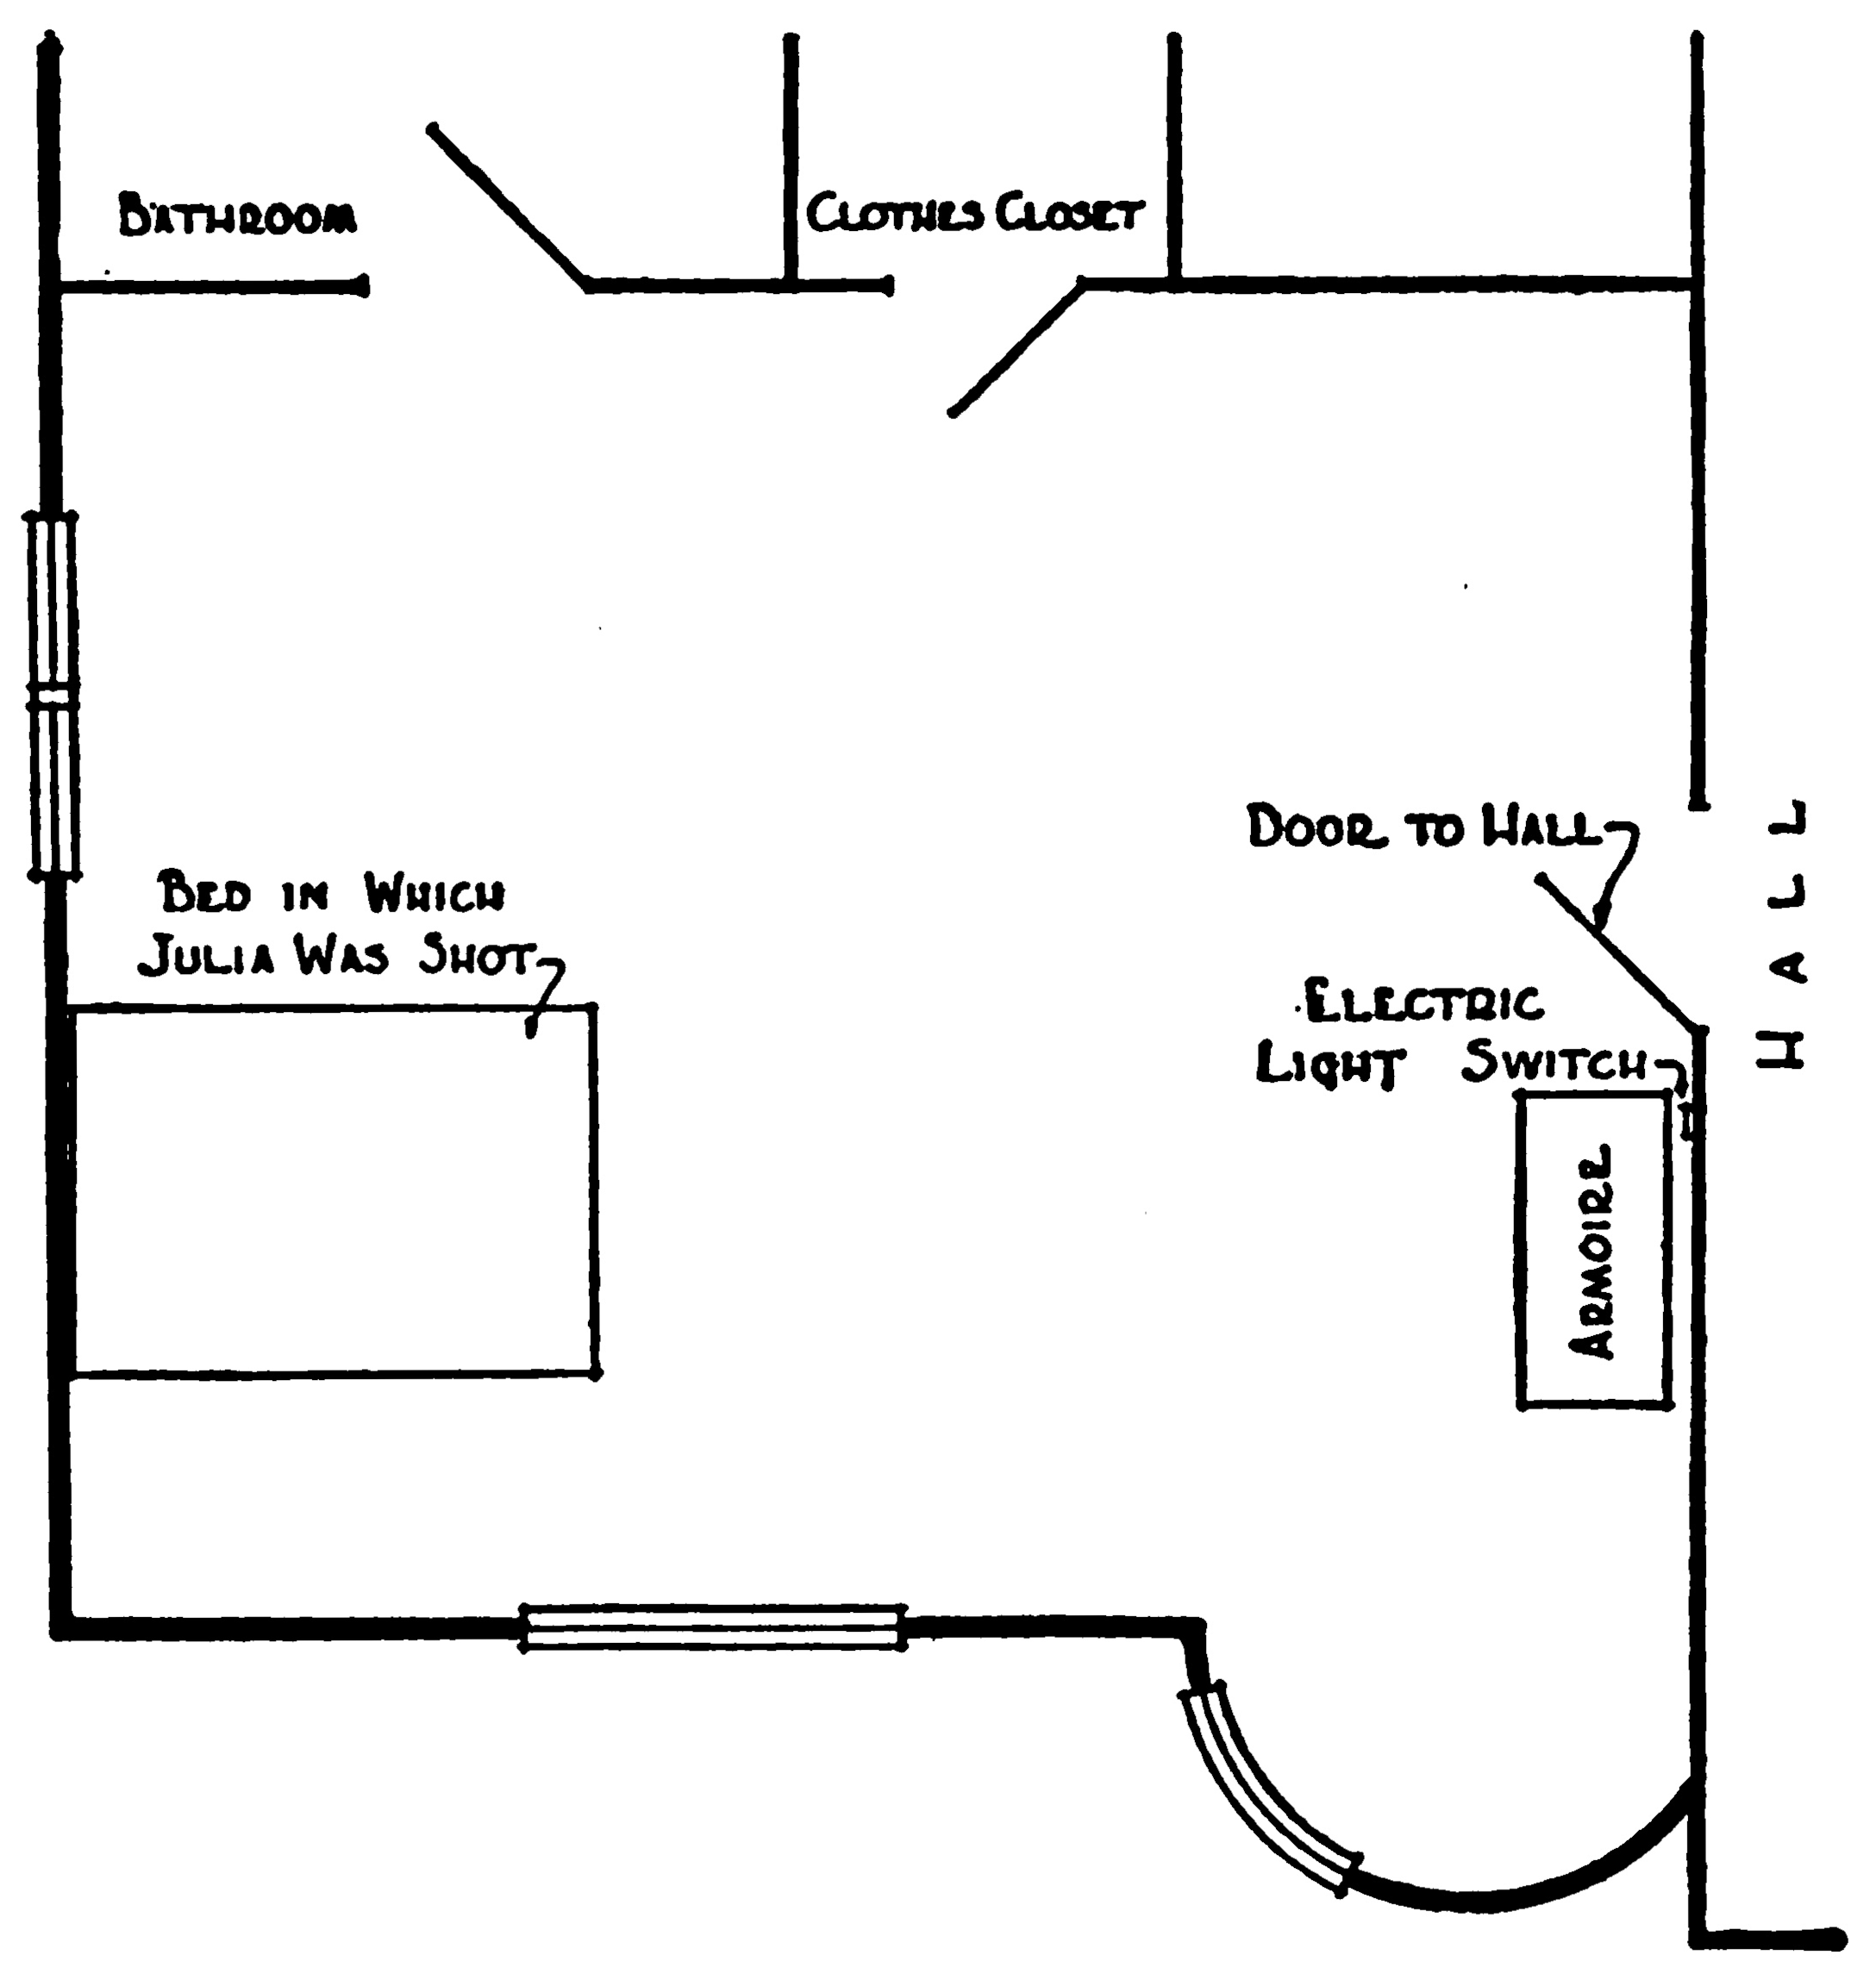 BATHROOM
CLOTHES CLOSET
DOOR TO HALL
HALL
BED IN WHICH
JULIA WAS SHOT
ELECTRIC
LIGHT SWITCH
ARMOIRE